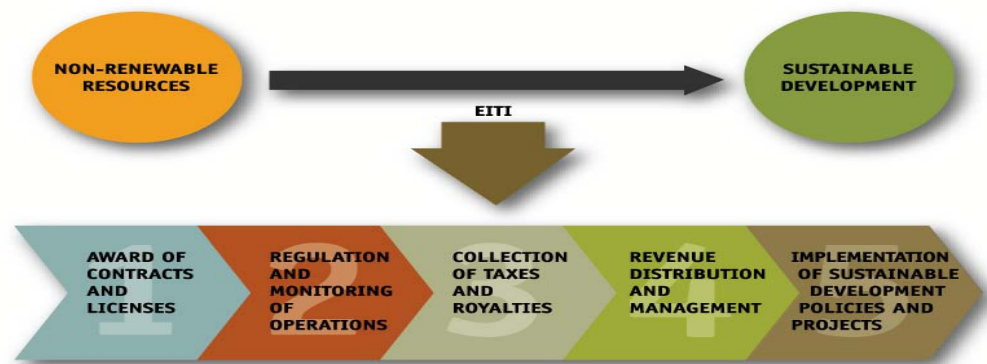 NON-RENEWABLE
RESOURCES
SUSTAINABLE
DEVELOPMENT
EITI
1
AWARD OF
CONTRACTS
AND
LICENSES
2
REGULATION
AND
MONITORING
OF
OPERATIONS
3
COLLECTION
OF TAXES
AND
ROYALTIES
4
REVENUE
DISTRIBUTION
AND
MANAGEMENT
5
IMPLEMENTATION
OF SUSTAINABLE
DEVELOPMENT
POLICIES AND
PROJECTS